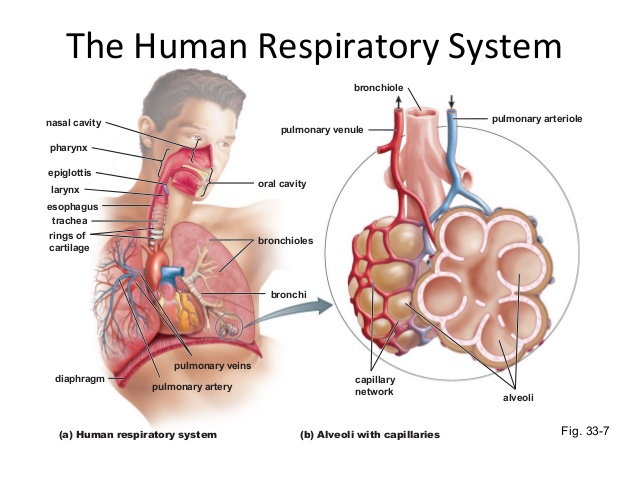 The Human Respiratory System
nasal cavity
pharynx
epiglottis
larynx
esophagus
trachea
rings of
cartilage
diaphragm
oral cavity
bronchioles
bronchi
pulmonary veins
pulmonary artery
(a) Human respiratory system
bronchiole
pulmonary venule
pulmonary arteriole
capillary
network
alveoli
(b) Alveoli with capillaries
Fig. 33-7